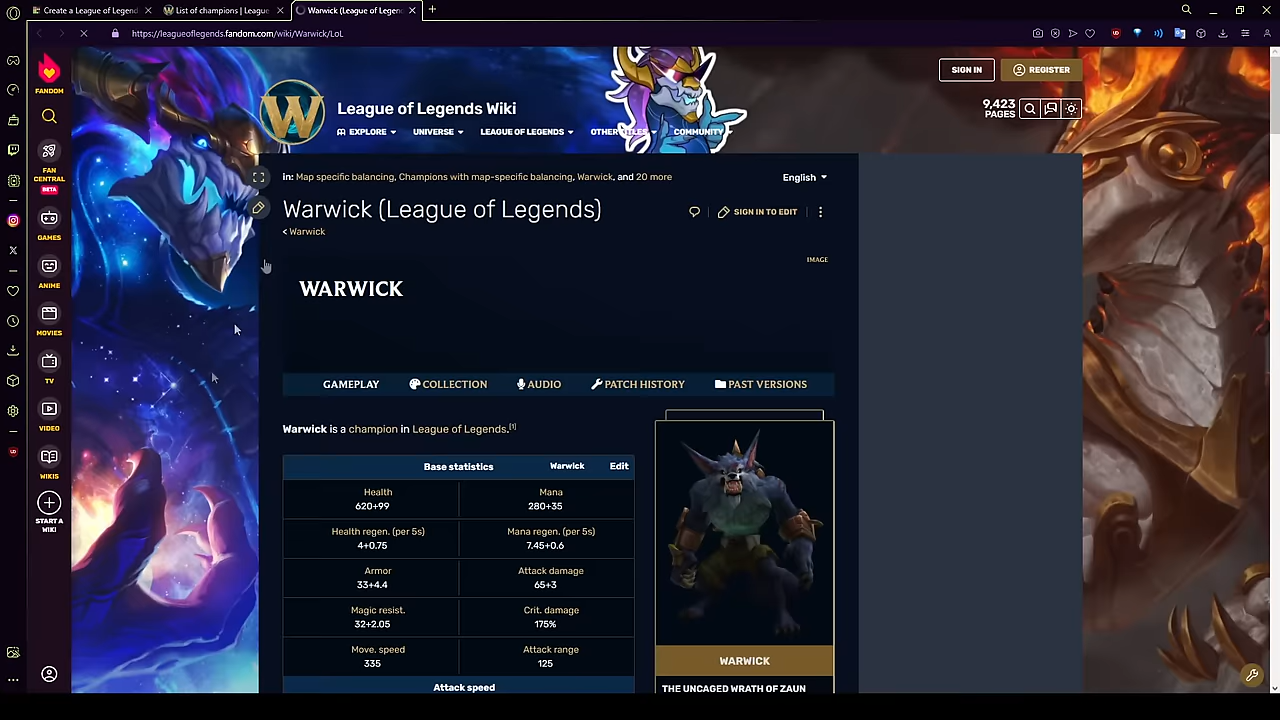 Create a League of Legend
List of champions | League
Warwick (League of Legen
https://leagueoflegends.fandom.com/wiki/Warwick/LoL
FANDOM
FAN CENTRAL
BETA
GAMES
ANIME
MOVIES
TV
VIDEO
WIKIS
START A WIKI
SIGN IN
REGISTER
League of Legends Wiki
9,423
PAGES
EXPLORE
UNIVERSE
LEAGUE OF LEGENDS
OTHER TITLES
COMMUNITY
in: Map specific balancing, Champions with map-specific balancing, Warwick, and 20 more
English
Warwick (League of Legends)
SIGN IN TO EDIT
< Warwick
IMAGE
WARWICK
GAMEPLAY
COLLECTION
AUDIO
PATCH HISTORY
PAST VERSIONS
Warwick is a champion in League of Legends.[1]
Base statistics
Warwick
Edit
Health
Mana
620+99
280+35
Health regen. (per 5s)
Mana regen. (per 5s)
4+0.75
7.45+0.6
Armor
Attack damage
33+4.4
65+3
Magic resist.
Crit. damage
32+2.05
175%
Move. speed
Attack range
335
125
Attack speed
WARWICK
THE UNCAGED WRATH OF ZAUN